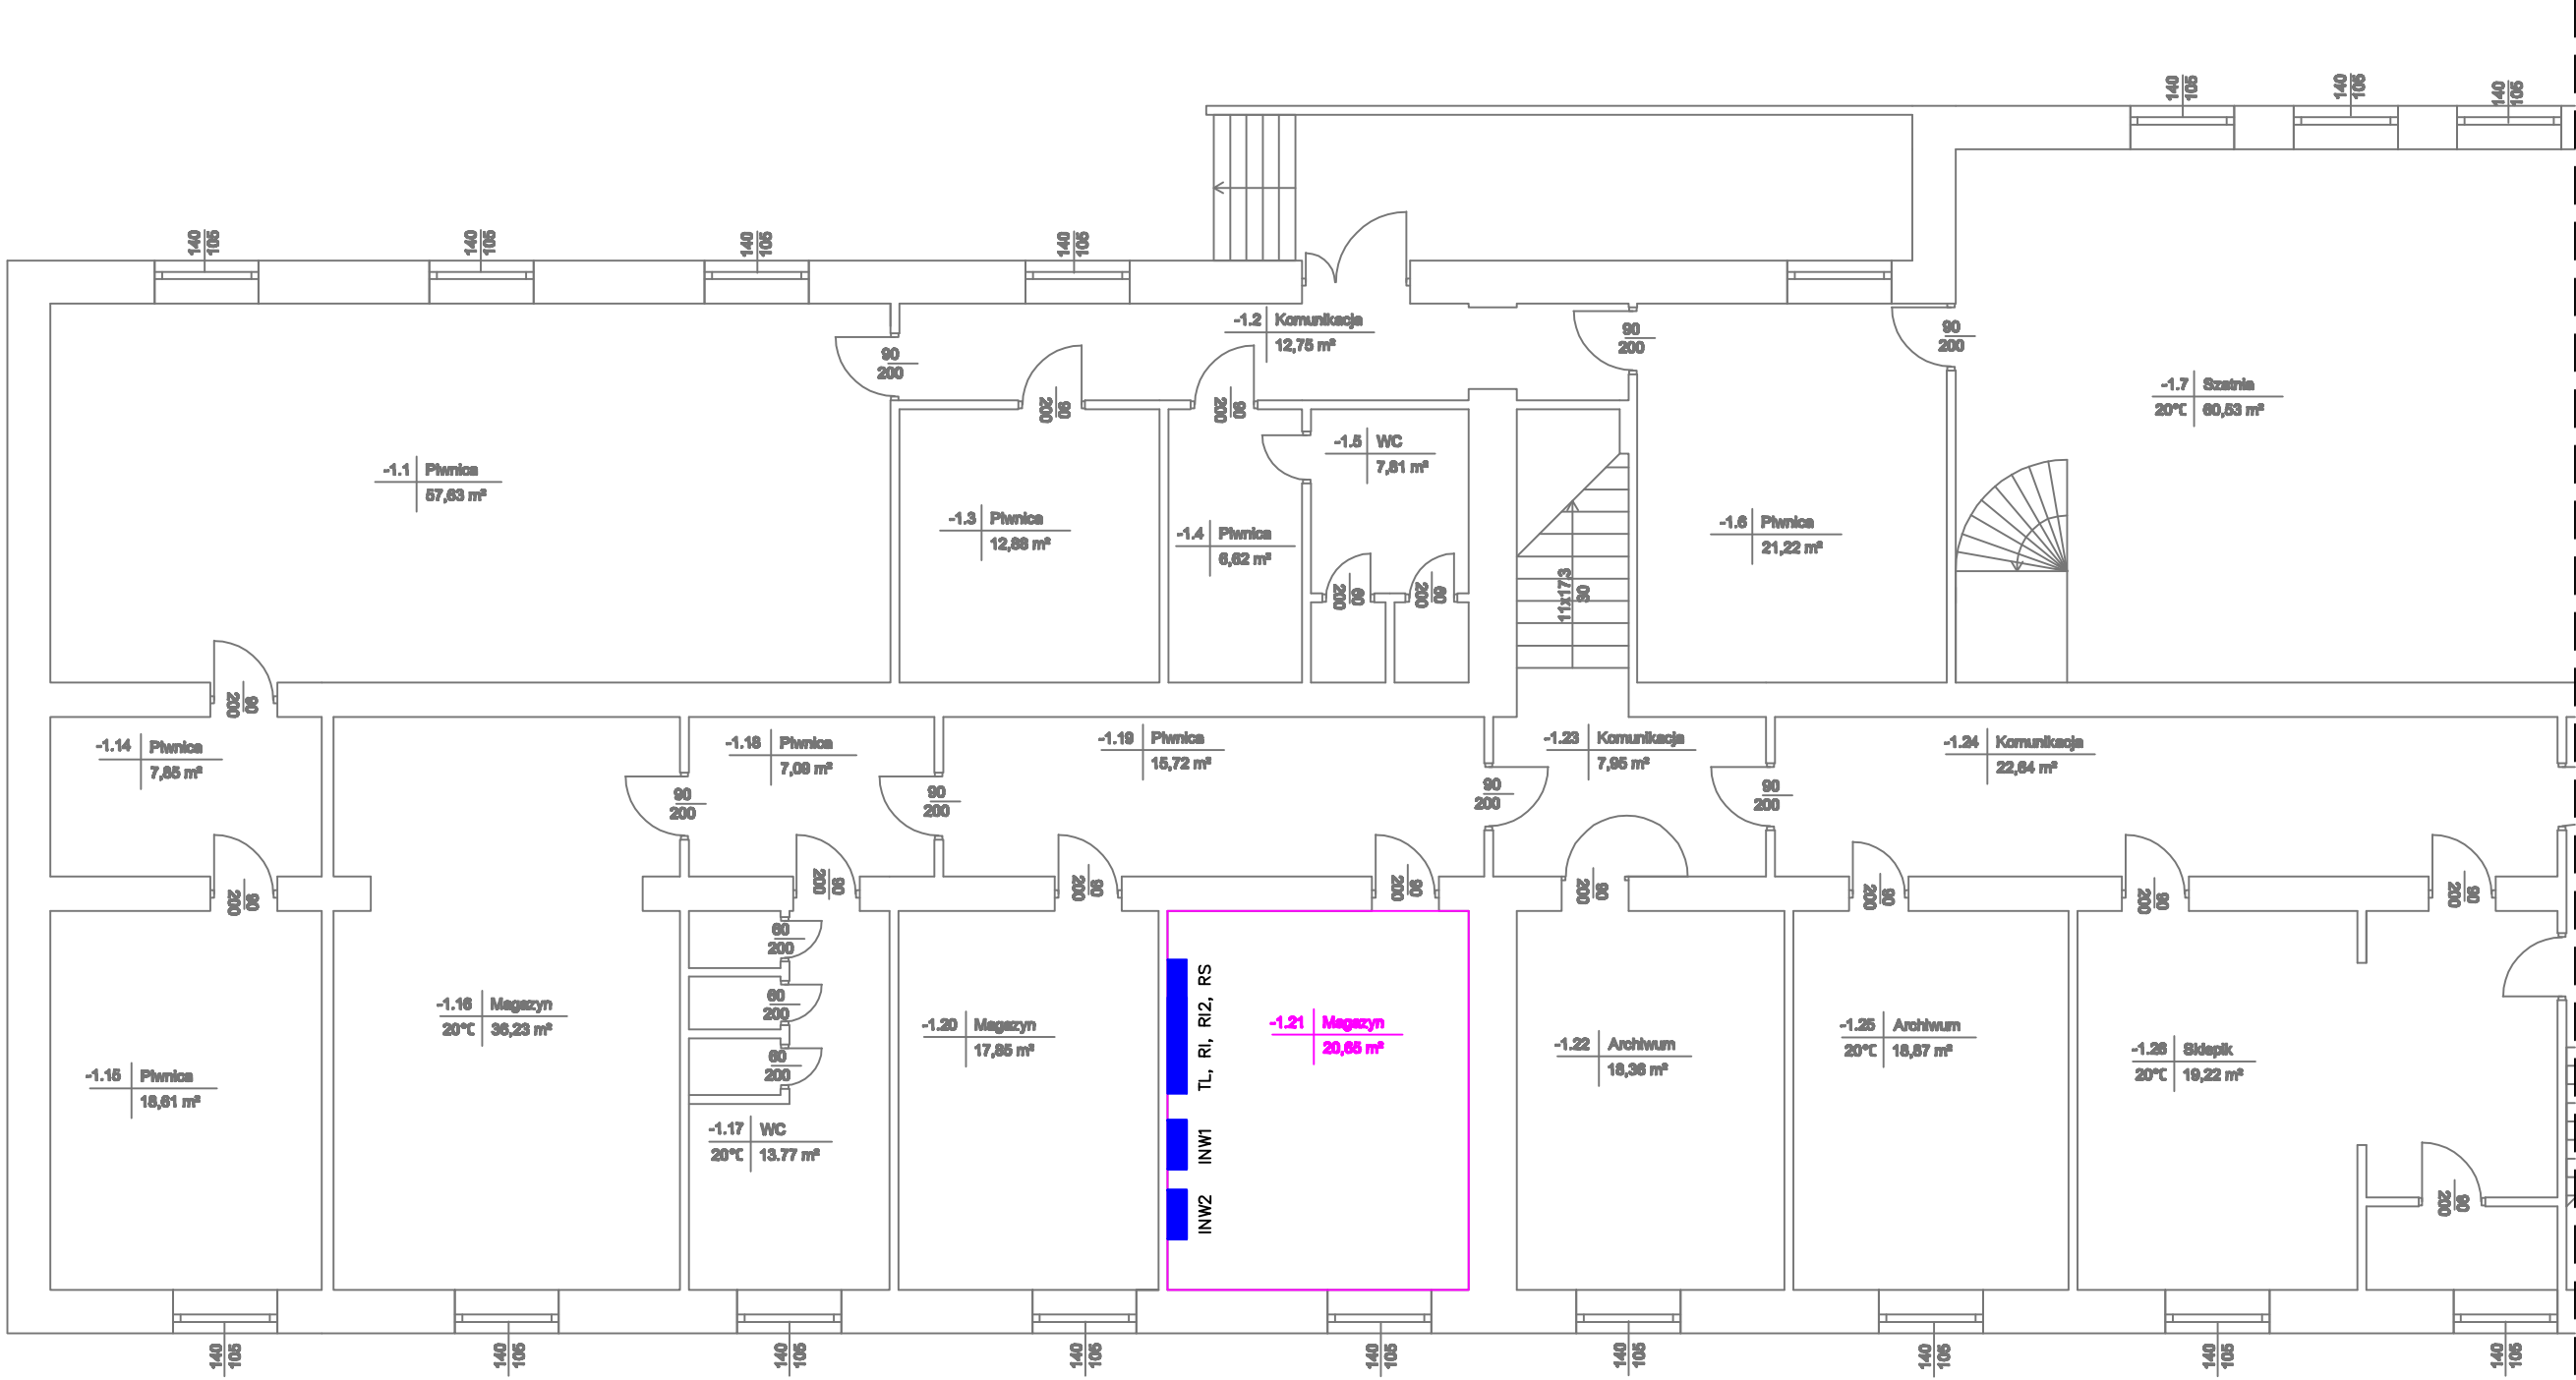 140
105
140
105
140
105
140
105
140
105
140
105
140
105
-1.2 Komunikacja
12,75 m²
90
200
90
200
90
200
90
200
90
200
-1.7 Szatnia
20°C 60,53 m²
-1.1 Piwnica
57,63 m²
-1.5 WC
7,81 m²
-1.3 Piwnica
12,88 m²
-1.4 Piwnica
6,62 m²
-1.6 Piwnica
21,22 m²
60
200
60
200
11x17.3
30
90
200
-1.14 Piwnica
7,85 m²
-1.18 Piwnica
7,09 m²
-1.19 Piwnica
15,72 m²
-1.23 Komunikacja
7,95 m²
-1.24 Komunikacja
22,64 m²
90
200
90
200
90
200
90
200
90
200
90
200
90
200
90
200
90
200
90
200
90
200
90
200
60
200
60
200
60
200
-1.16 Magazyn
20°C 36,23 m²
-1.20 Magazyn
17,85 m²
TL, RI, RI2, RS
INW1
INW2
-1.21 Magazyn
20,65 m²
-1.22 Archiwum
18,36 m²
-1.25 Archiwum
20°C 18,87 m²
-1.26 Sklepik
20°C 19,22 m²
-1.15 Piwnica
18,61 m²
-1.17 WC
20°C 13.77 m²
90
200
140
105
140
105
140
105
140
105
140
105
140
105
140
105
140
105
140
105